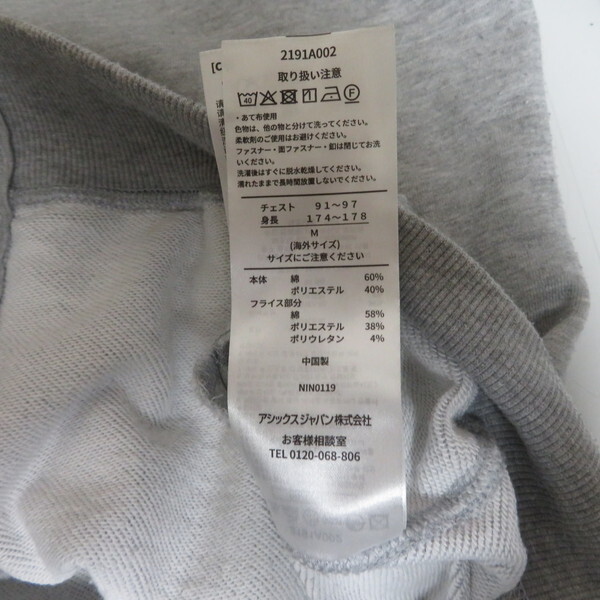 2191A002
[C
取り扱い注意
40
F
・あて布使用
色物は、他の物と分けて洗ってください。
柔軟剤のご使用はお避けください。
ファスナー・面ファスナー・釦は閉じてお洗
いください。
洗濯後はすぐに脱水乾燥してください。
濡れたままで長時間放置しないでください。
チェスト 91〜97
身長 174〜178
M
(海外サイズ)
サイズにご注意ください
本体 綿 60%
ポリエステル 40%
フライス部分
綿 58%
ポリエステル 38%
ポリウレタン 4%
中国製
NIN0119
アシックスジャパン株式会社
お客様相談室
TEL 0120-068-806